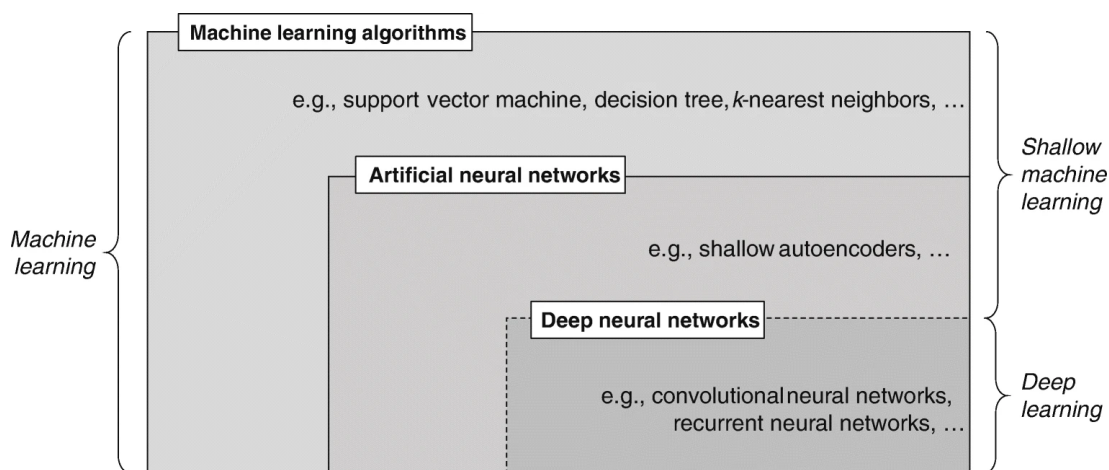 Machine learning algorithms
e.g., support vector machine, decision tree, k-nearest neighbors, …
Shallow
machine
learning
Artificial neural networks
Machine
learning
e.g., shallow autoencoders, …
Deep neural networks
e.g., convolutional neural networks,
recurrent neural networks, …
Deep
learning